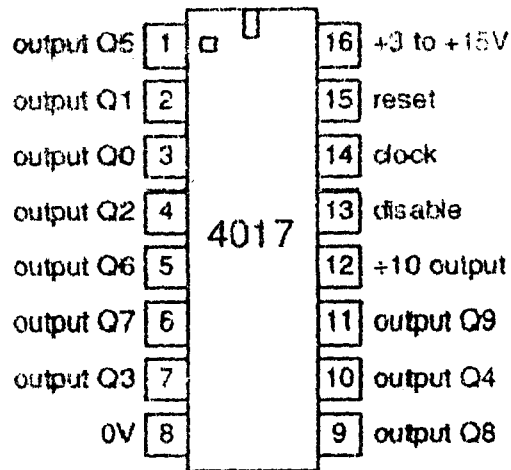 output Q5 1 16 +3 to +15V
output Q1 2 15 reset
output Q0 3 14 clock
output Q2 4 13 disable
4017
output Q6 5 12 ÷10 output
output Q7 6 11 output Q9
output Q3 7 10 output Q4
0V 8 9 output Q8